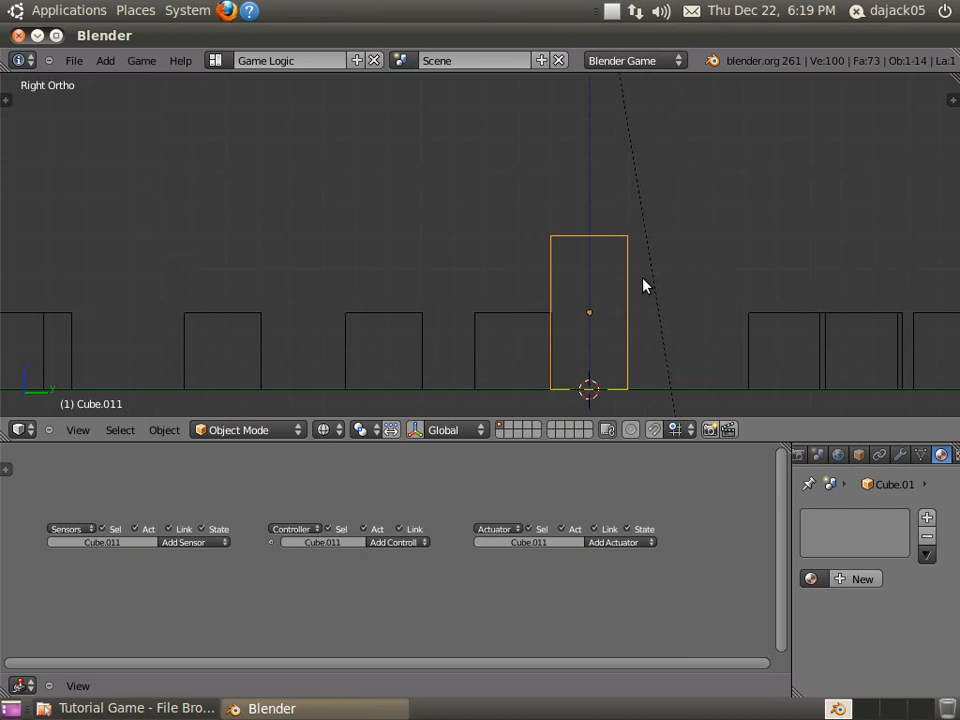 Applications Places System Thu Dec 22, 6:19 PM dajack05
Blender
File Add Game Help Game Logic Scene Blender Game blender.org 261 | Ve:100 | Fa:73 | Ob:1-14 | La:1
Right Ortho
y
(1) Cube.011
View Select Object Object Mode Global
Cube.01
Sensors Sel Act Link State Controller Sel Act Link Actuator Sel Act Link State
Cube.011 Add Sensor Cube.011 Add Controll Cube.011 Add Actuator
New
View
Tutorial Game - File Bro... Blender